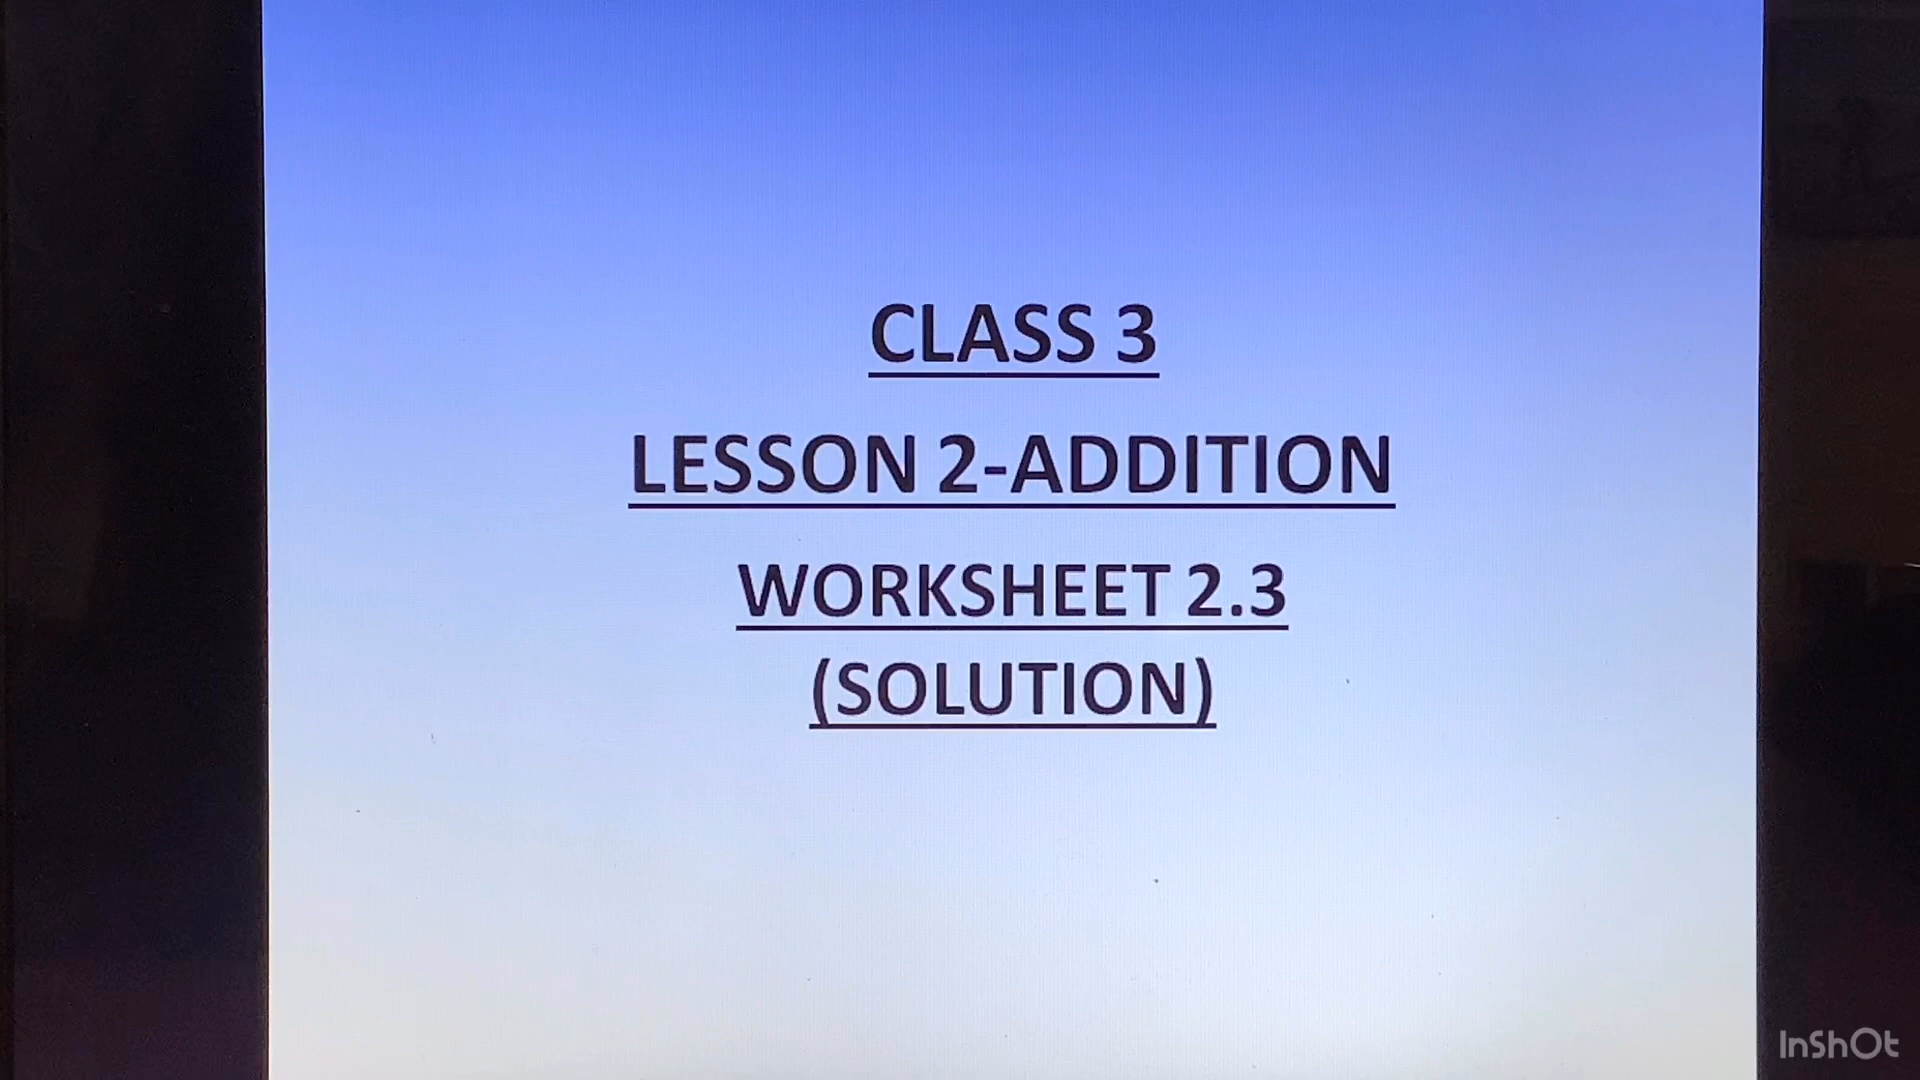 CLASS 3
LESSON 2-ADDITION
WORKSHEET 2.3
(SOLUTION)
InShOt